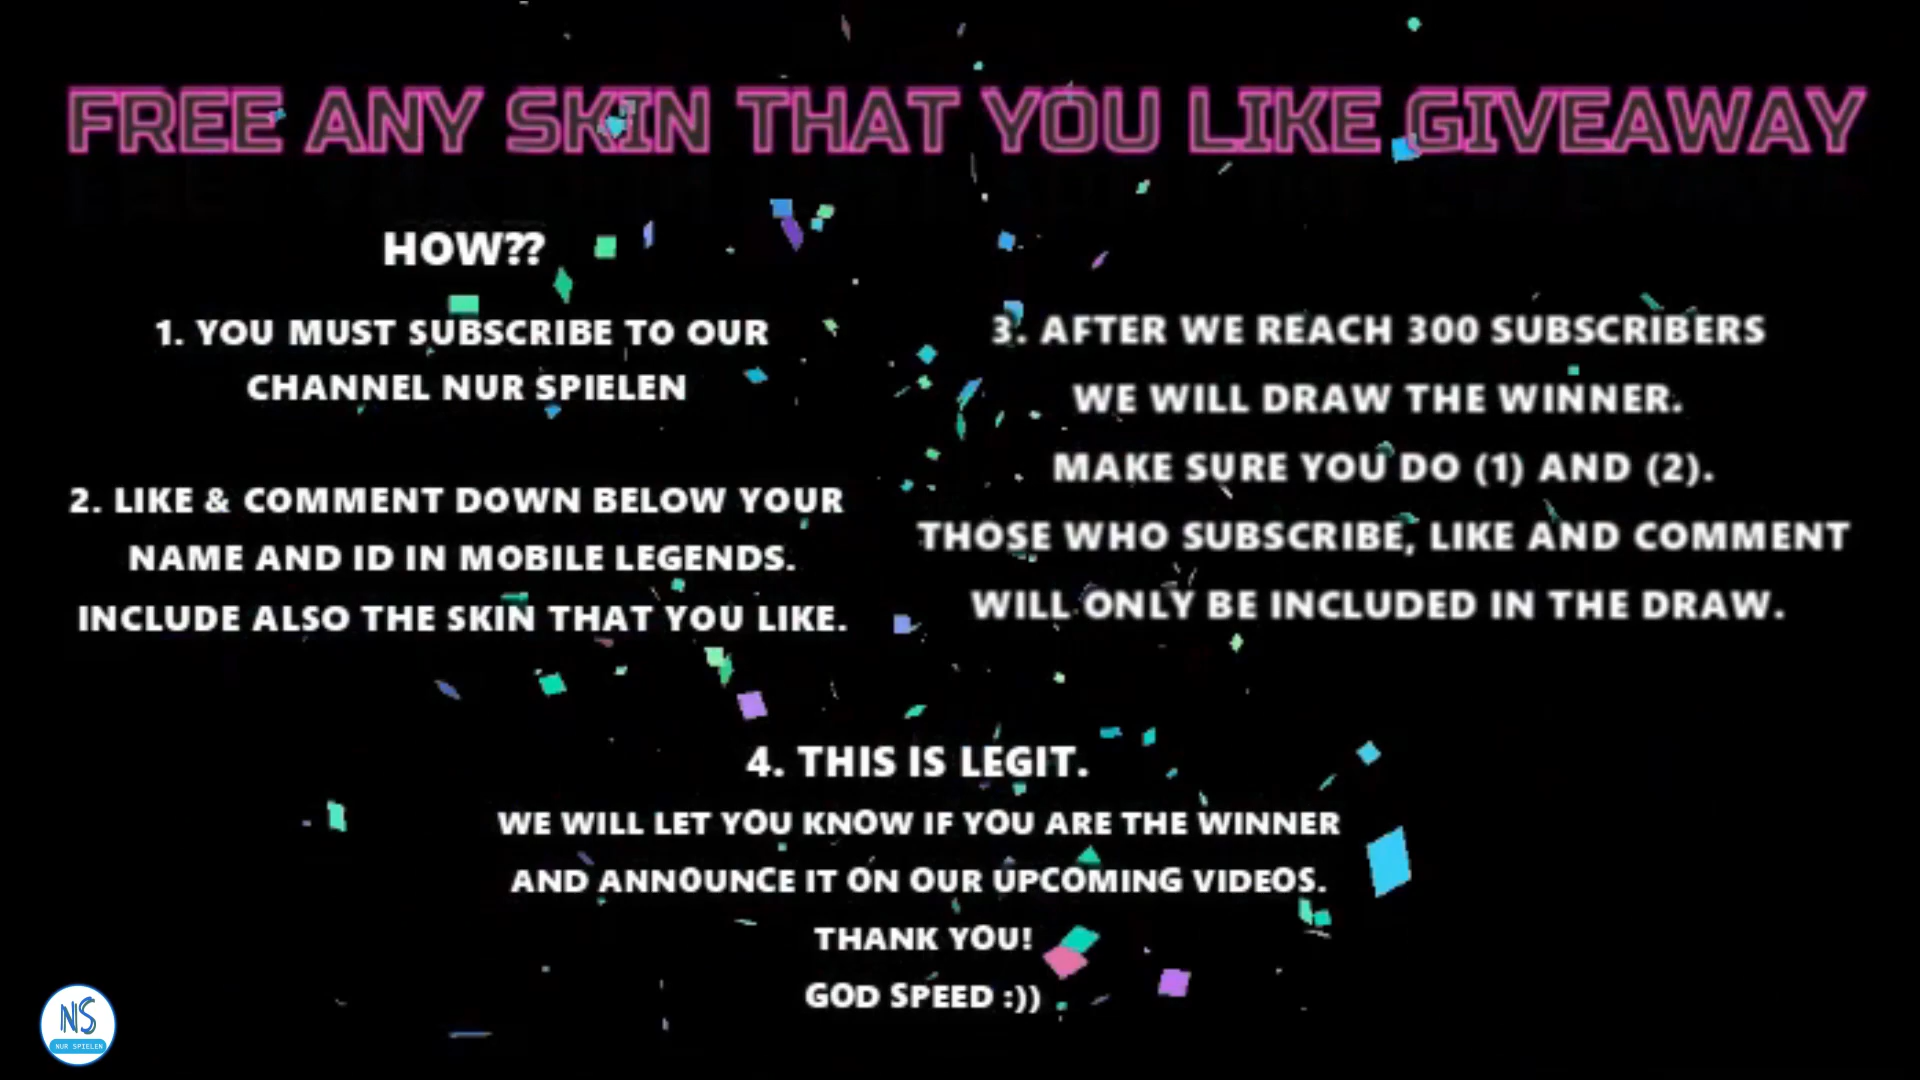 FREE ANY SKIN THAT YOU LIKE GIVEAWAY
HOW??
1. YOU MUST SUBSCRIBE TO OUR
CHANNEL NUR SPIELEN
2. LIKE & COMMENT DOWN BELOW YOUR
NAME AND ID IN MOBILE LEGENDS.
INCLUDE ALSO THE SKIN THAT YOU LIKE.
3. AFTER WE REACH 300 SUBSCRIBERS
WE WILL DRAW THE WINNER.
MAKE SURE YOU DO (1) AND (2).
THOSE WHO SUBSCRIBE, LIKE AND COMMENT
WILL ONLY BE INCLUDED IN THE DRAW.
4. THIS IS LEGIT.
WE WILL LET YOU KNOW IF YOU ARE THE WINNER
AND ANNOUNCE IT ON OUR UPCOMING VIDEOS.
THANK YOU!
GOD SPEED :))
NS
NUR SPIELEN